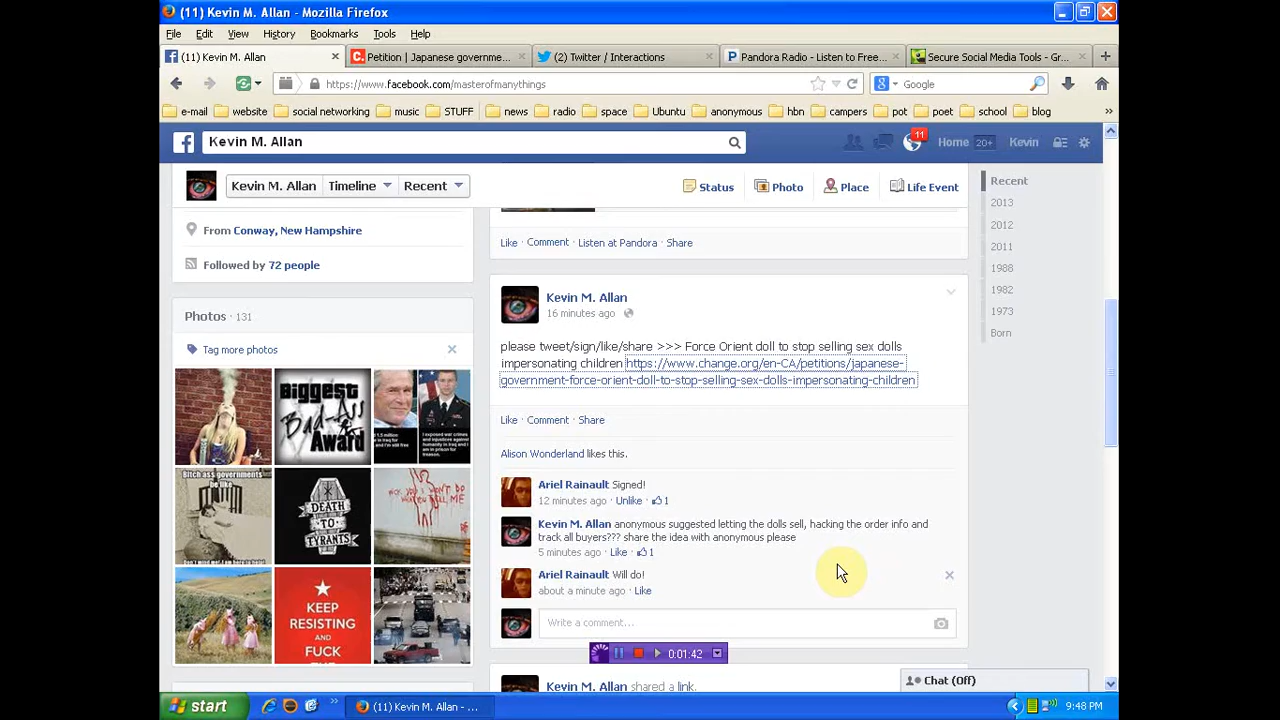 (11) Kevin M. Allan - Mozilla Firefox
File Edit View History Bookmarks Tools Help
(11) Kevin M. Allan
Petition | Japanese governme...
(2) Twitter / Interactions
Pandora Radio - Listen to Free...
Secure Social Media Tools - Gr...
https://www.facebook.com/masterofmanythings
Google
e-mail website social networking music STUFF news radio space Ubuntu anonymous hbn campers pot poet school blog
Kevin M. Allan
11
Home 20+ Kevin
Kevin M. Allan Timeline Recent
Status Photo Place Life Event
Recent
2013
2012
2011
1988
1982
1973
Born
From Conway, New Hampshire
Followed by 72 people
Photos · 131
Tag more photos
BiGGEST
Bad-Ass
AWARD
Bitch ass governments
be like
DEATH
TO
TYRANTS
KEEP
RESISTING
AND
Like · Comment · Listen at Pandora · Share
Kevin M. Allan
16 minutes ago
please tweet/sign/like/share >>> Force Orient doll to stop selling sex dolls
impersonating children https://www.change.org/en-CA/petitions/japanese-
government-force-orient-doll-to-stop-selling-sex-dolls-impersonating-children
Like · Comment · Share
Alison Wonderland likes this.
Ariel Rainault Signed!
12 minutes ago · Unlike · 1
Kevin M. Allan anonymous suggested letting the dolls sell, hacking the order info and
track all buyers??? share the idea with anonymous please
5 minutes ago · Like · 1
Ariel Rainault Will do!
about a minute ago · Like
Write a comment...
0:01:42
Kevin M. Allan shared a link.
Chat (Off)
start
(11) Kevin M. Allan - ...
9:48 PM